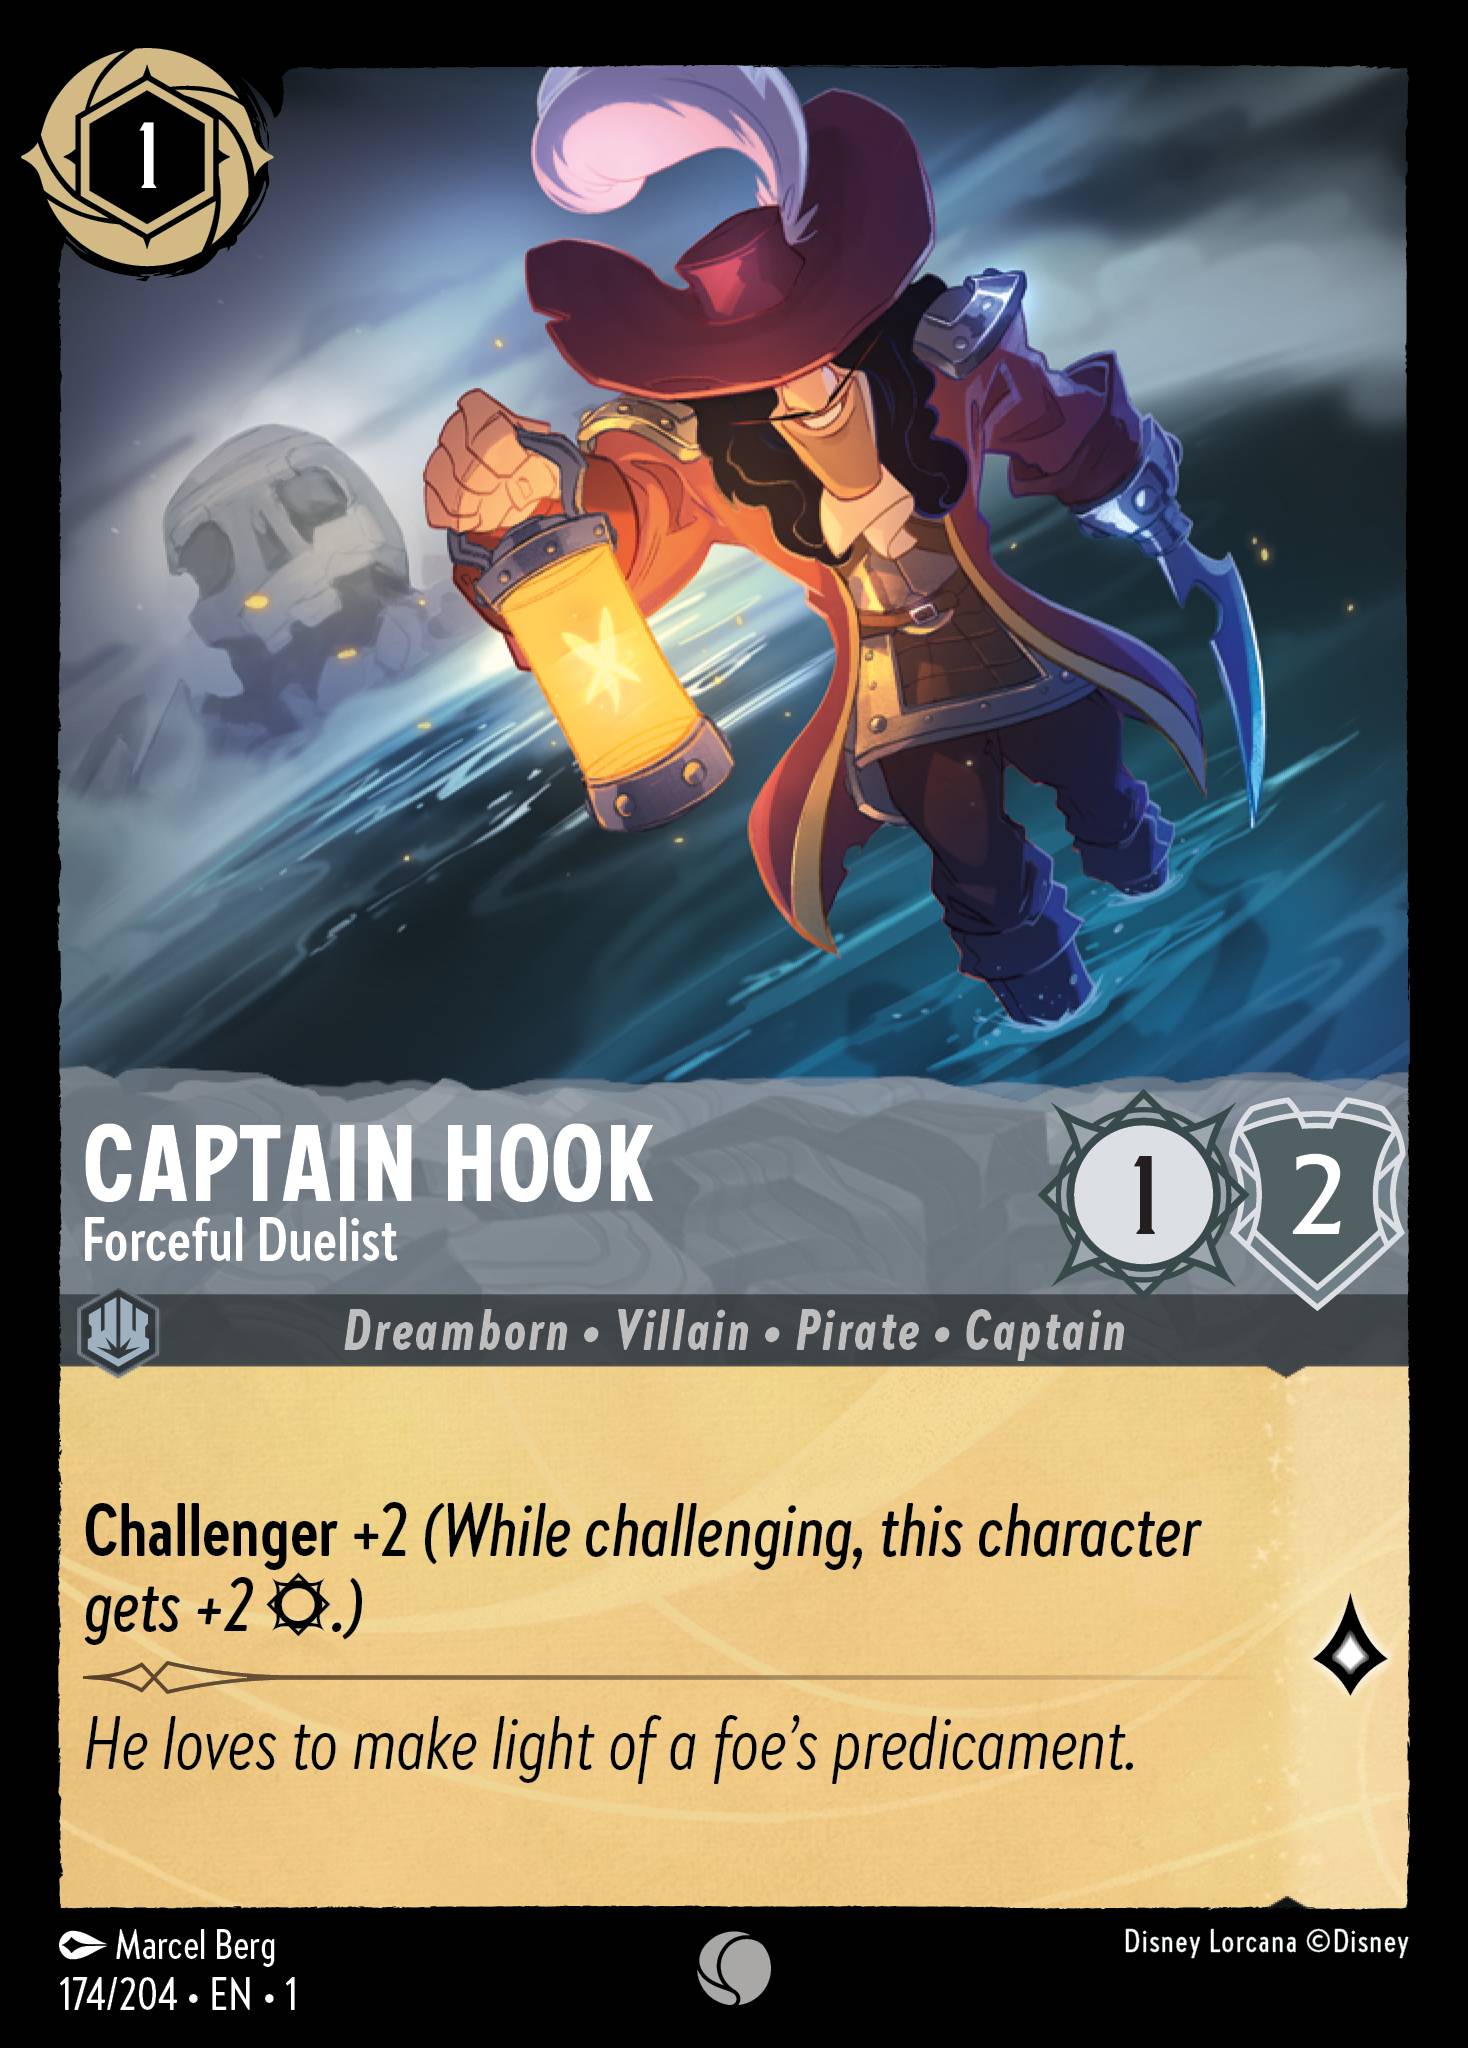 1
CAPTAIN HOOK
Forceful Duelist
1
2
Dreamborn • Villain • Pirate • Captain
Challenger +2 (While challenging, this character
gets +2 .)
He loves to make light of a foe's predicament.
Marcel Berg
Disney Lorcana ©Disney
174/204 • EN • 1